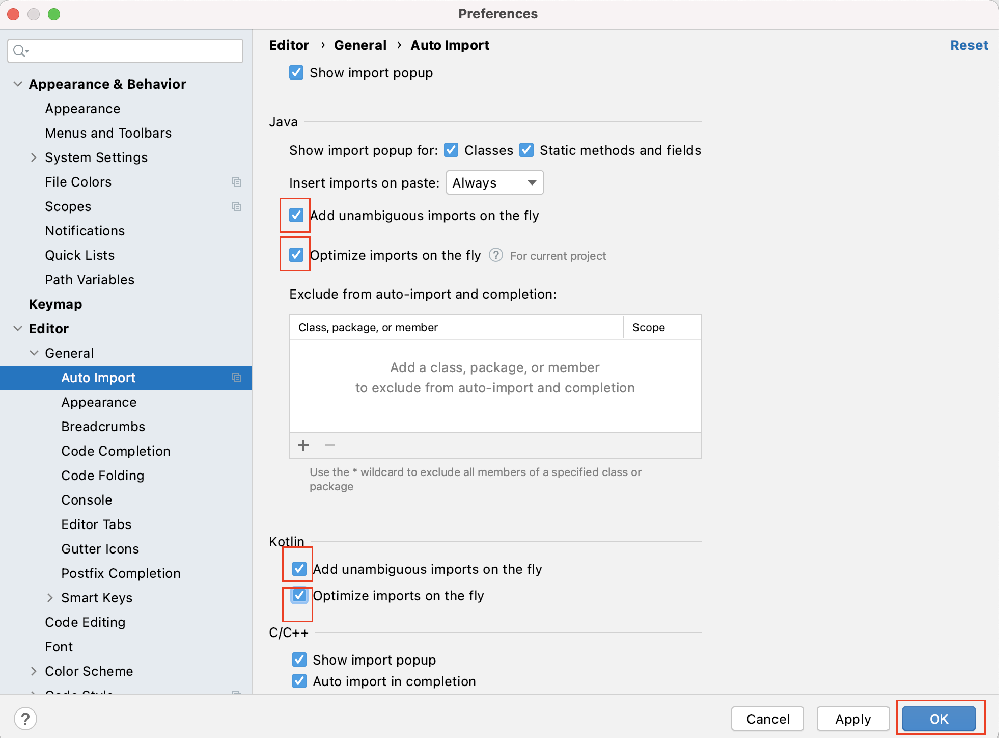 Preferences
Appearance & Behavior
Appearance
Menus and Toolbars
System Settings
File Colors
Scopes
Notifications
Quick Lists
Path Variables
Keymap
Editor
General
Auto Import
Appearance
Breadcrumbs
Code Completion
Code Folding
Console
Editor Tabs
Gutter Icons
Postfix Completion
Smart Keys
Code Editing
Font
Color Scheme
Code Style
Editor › General › Auto Import
Reset
Show import popup
Java
Show import popup for: Classes Static methods and fields
Insert imports on paste: Always
Add unambiguous imports on the fly
Optimize imports on the fly ? For current project
Exclude from auto-import and completion:
Class, package, or member Scope
Add a class, package, or member
to exclude from auto-import and completion
Use the * wildcard to exclude all members of a specified class or
package
Kotlin
Add unambiguous imports on the fly
Optimize imports on the fly
C/C++
Show import popup
Auto import in completion
? Cancel Apply OK